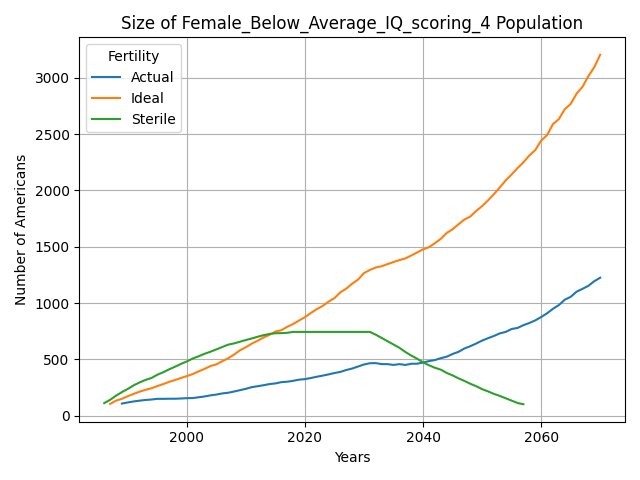 Size of Female_Below_Average_IQ_scoring_4 Population
Fertility
Actual
Ideal
Sterile
Number of Americans
3000
2500
2000
1500
1000
500
0
2000
2020
2040
2060
Years